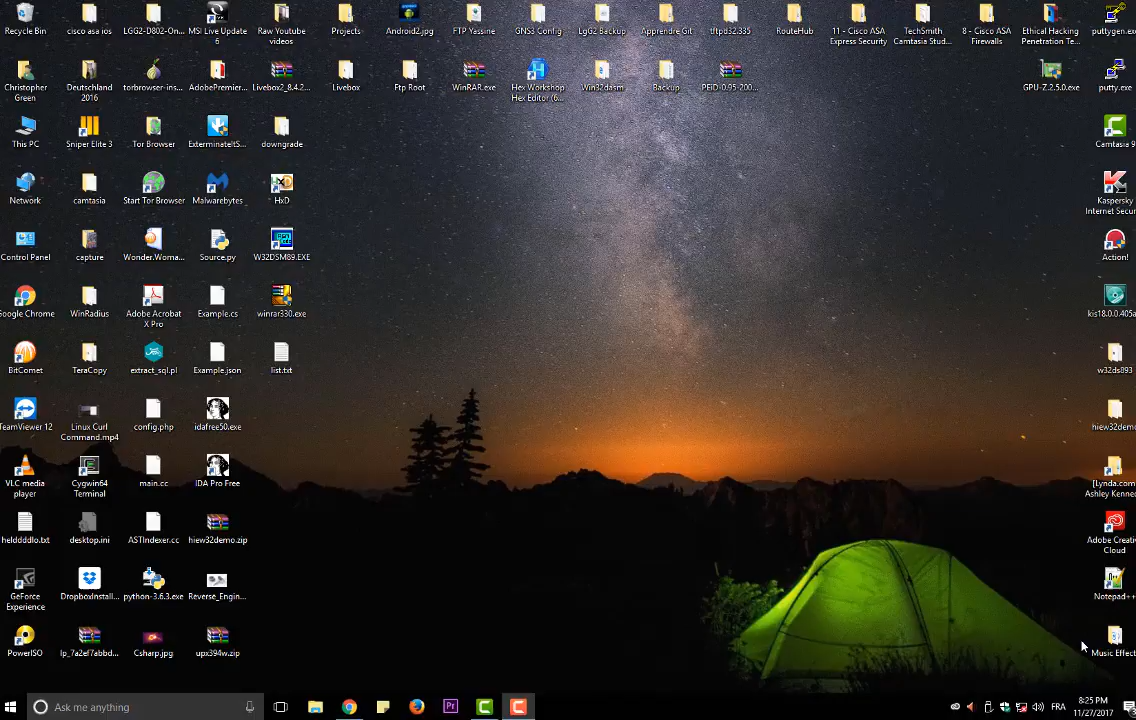 Recycle Bin
cisco asa ios
LGG2-D802-On...
MSI Live Update
6
Raw Youtube
videos
Projects
Android2.jpg
FTP Yassine
GNS3 Config
LgG2 Backup
Apprendre Git
tftpd32.335
RouteHub
11 - Cisco ASA
Express Security
TechSmith
Camtasia Stud...
8 - Cisco ASA
Firewalls
Ethical Hacking
Penetration Te...
puttygen.exe
Christopher
Green
Deutschland
2016
torbrowser-ins...
AdobePremier...
Livebox2_8.4.2...
Livebox
Ftp Root
WinRAR.exe
Hex Workshop
Hex Editor (6...
Win32dasm
Backup
PEID-0.95-200...
GPU-Z.2.5.0.exe
putty.exe
This PC
Sniper Elite 3
Tor Browser
ExterminateItS...
downgrade
Camtasia 9
Network
camtasia
Start Tor Browser
Malwarebytes
HxD
Kaspersky
Internet Secur
Control Panel
capture
Wonder.Woma...
Source.py
W32DSM89.EXE
Action!
Google Chrome
WinRadius
Adobe Acrobat
X Pro
Example.cs
winrar330.exe
kis18.0.0.405a
BitComet
TeraCopy
extract_sql.pl
Example.json
list.txt
w32ds893
TeamViewer 12
Linux Curl
Command.mp4
config.php
idafree50.exe
hiew32demo
VLC media
player
Cygwin64
Terminal
main.cc
IDA Pro Free
[Lynda.com
Ashley Kenned
helddddlo.txt
desktop.ini
ASTIndexer.cc
hiew32demo.zip
Adobe Creati
Cloud
GeForce
Experience
DropboxInstall...
python-3.6.3.exe
Reverse_Engin...
Notepad++
PowerISO
lp_7a2ef7abbd...
Csharp.jpg
upx394w.zip
Music Effect
Ask me anything
FRA
8:25 PM
11/27/2017